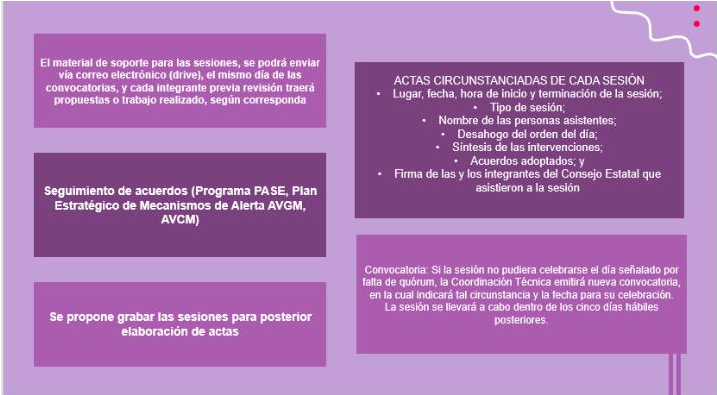 El material de soporte para las sesiones, se podrá enviar
vía correo electrónico (drive), el mismo día de las
convocatorias, y cada integrante previa revisión traerá
propuestas o trabajo realizado, según corresponda
Seguimiento de acuerdos (Programa PASE, Plan
Estratégico de Mecanismos de Alerta AVGM,
AVCM)
Se propone grabar las sesiones para posterior
elaboración de actas
ACTAS CIRCUNSTANCIADAS DE CADA SESIÓN
• Lugar, fecha, hora de inicio y terminación de la sesión;
• Tipo de sesión;
• Nombre de las personas asistentes;
• Desahogo del orden del día;
• Síntesis de las intervenciones;
• Acuerdos adoptados; y
• Firma de las y los integrantes del Consejo Estatal que
asistieron a la sesión
Convocatoria: Si la sesión no pudiera celebrarse el día señalado por
falta de quórum, la Coordinación Técnica emitirá nueva convocatoria,
en la cual indicará tal circunstancia y la fecha para su celebración.
La sesión se llevará a cabo dentro de los cinco días hábiles
posteriores.